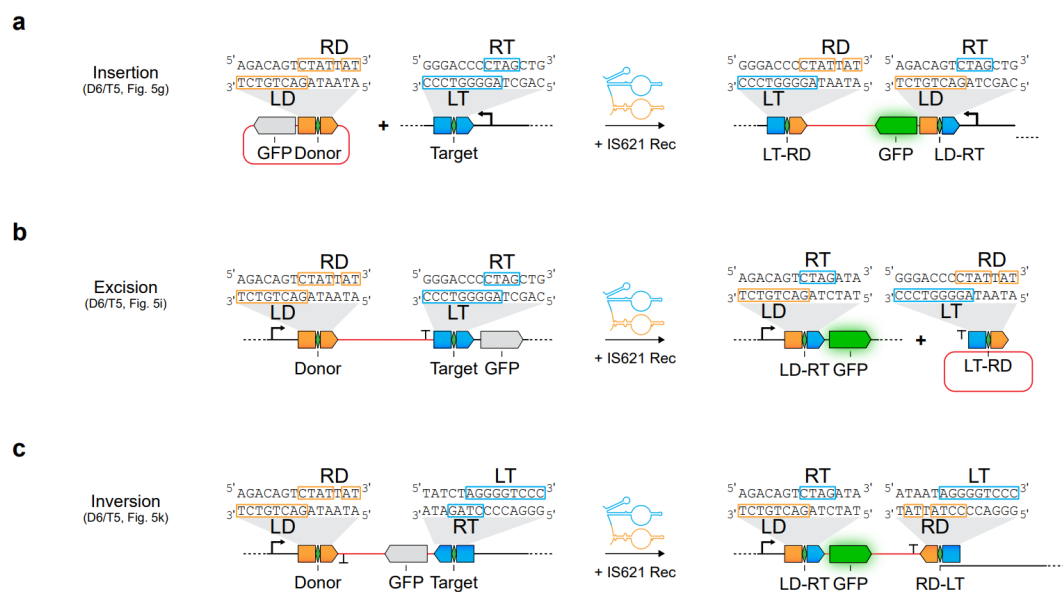 a
Insertion
(D6/T5, Fig. 5g)
RD
5' AGACAGTCTATTAT 3'
3' TCTGTCAGATAATA 5'
LD
GFP Donor
+
RT
5' GGGACCCCTAGCTG 3'
3' CCCTGGGGATCGAC 5'
LT
Target
+ IS621 Rec
RD
5' GGGACCCCTATTAT 3'
3' CCCTGGGGATAATA 5'
LT
LT-RD
RT
5' AGACAGTCTAGCTG 3'
3' TCTGTCAGATCGAC 5'
LD
GFP
LD-RT
b
Excision
(D6/T5, Fig. 5i)
RD
5' AGACAGTCTATTAT 3'
3' TCTGTCAGATAATA 5'
LD
Donor
RT
5' GGGACCCCTAGCTG 3'
3' CCCTGGGGATCGAC 5'
LT
Target GFP
+ IS621 Rec
RT
5' AGACAGTCTAGATA 3'
3' TCTGTCAGATCTAT 5'
LD
LD-RT GFP
+
RD
5' GGGACCCCTATTAT 3'
3' CCCTGGGGATAATA 5'
LT
LT-RD
c
Inversion
(D6/T5, Fig. 5k)
RD
5' AGACAGTCTATTAT 3'
3' TCTGTCAGATAATA 5'
LD
Donor
LT
5' TATCTAGGGGTCCC 3'
3' ATAGATCCCCAGGG 5'
RT
GFP Target
+ IS621 Rec
RT
5' AGACAGTCTAGATA 3'
3' TCTGTCAGATCTAT 5'
LD
LD-RT GFP
LT
5' ATAATAGGGGTCCC 3'
3' TATTATCCCCAGGG 5'
RD
RD-LT